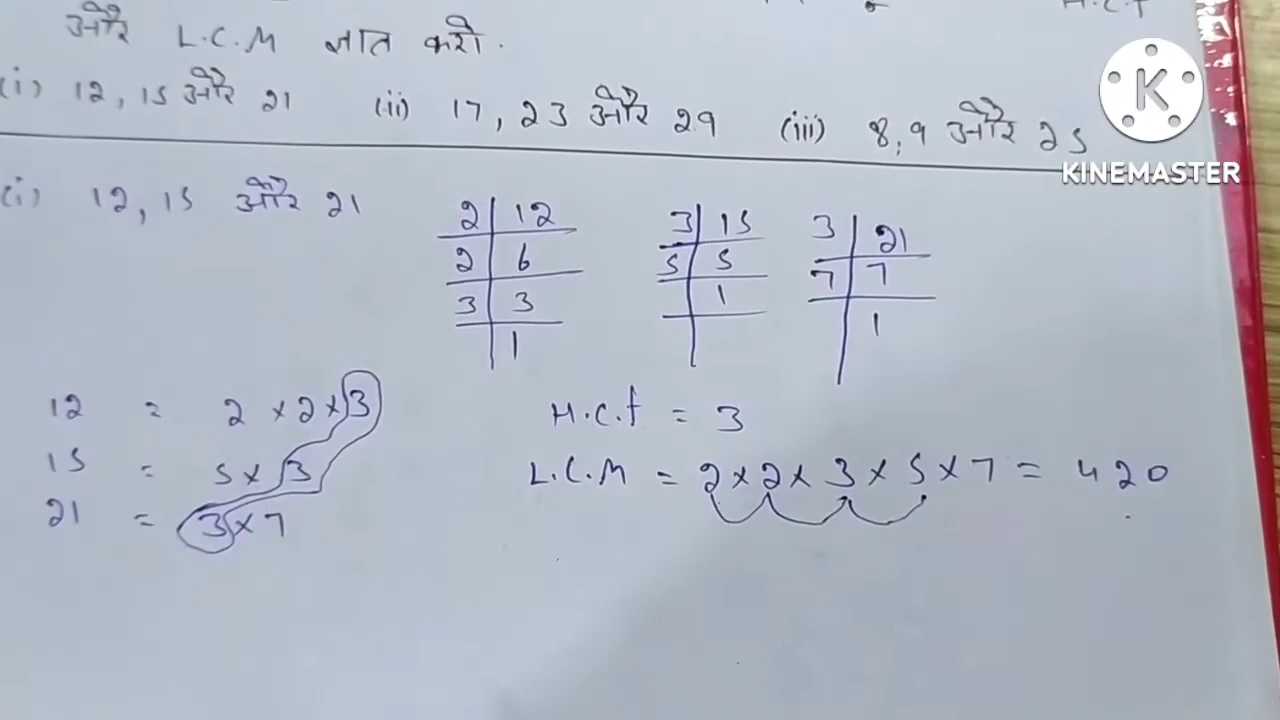 H.C.F
और L.C.M ज्ञात करो.
(i) 12, 15 और 21 (ii) 17, 23 और 29 (iii) 8, 9 और 25
K
KINEMASTER
(i) 12, 15 और 21
2 | 12
2 | 6
3 | 3
1
3 | 15
5 | 5
1
3 | 21
7 | 7
1
12 = 2 × 2 × 3
15 = 5 × 3
21 = 3 × 7
H.C.f = 3
L.C.M = 2 × 2 × 3 × 5 × 7 = 420